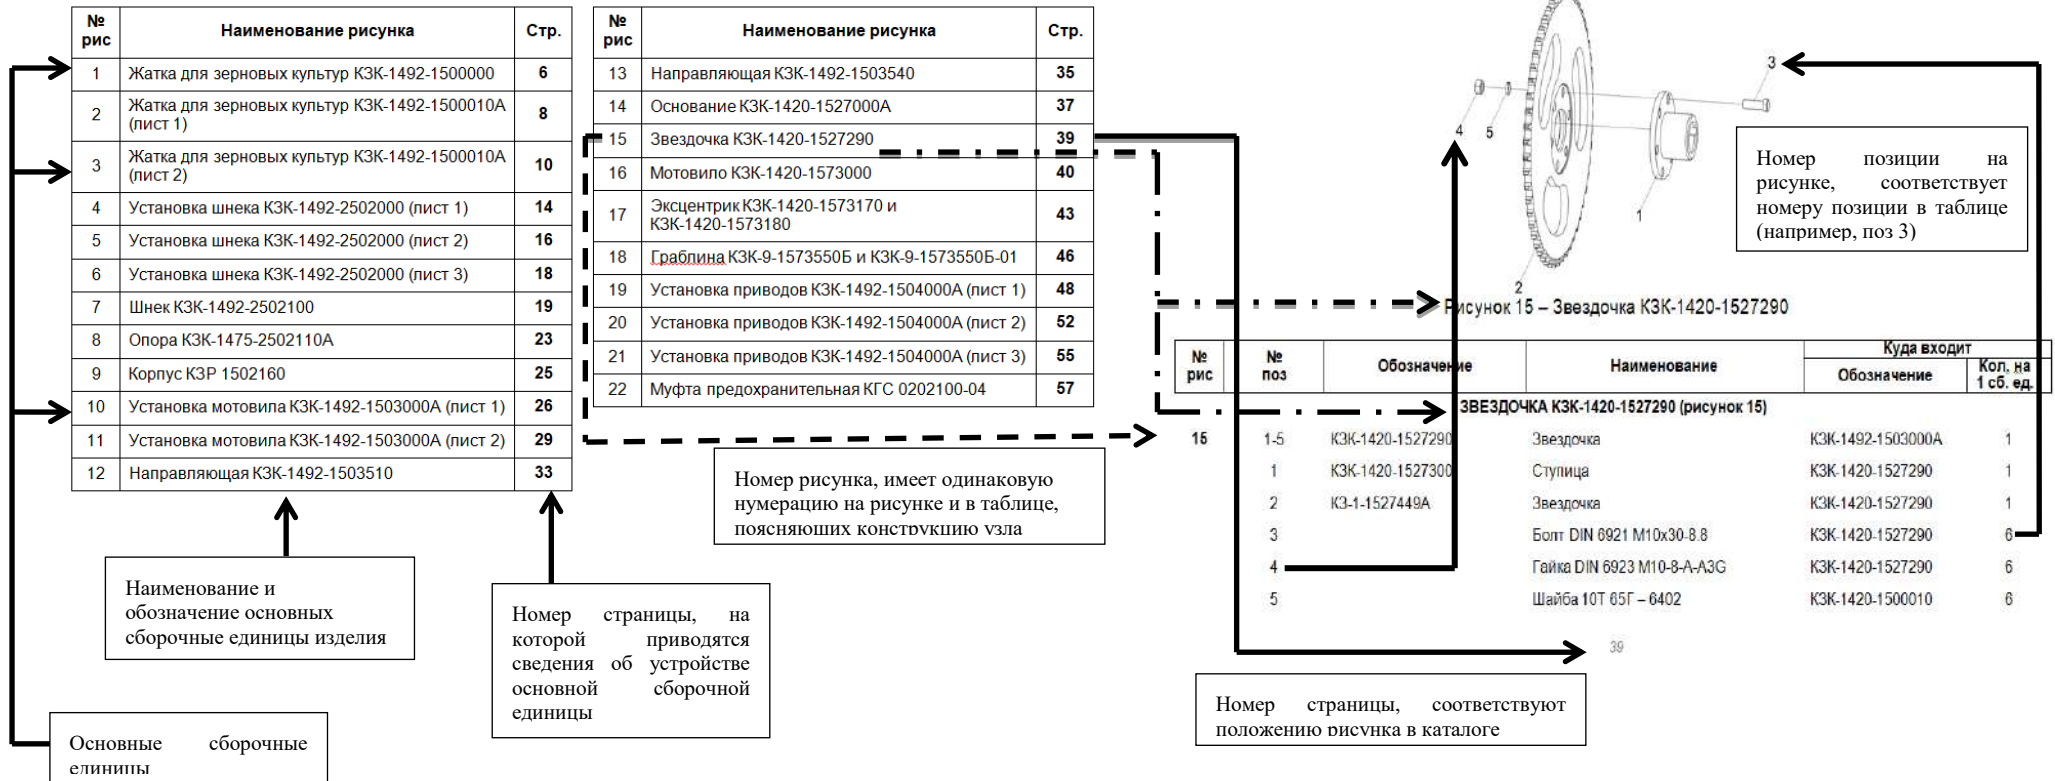 № рис Наименование рисунка Стр.
1 Жатка для зерновых культур КЗК-1492-1500000 6
2 Жатка для зерновых культур КЗК-1492-1500010А (лист 1) 8
3 Жатка для зерновых культур КЗК-1492-1500010А (лист 2) 10
4 Установка шнека КЗК-1492-2502000 (лист 1) 14
5 Установка шнека КЗК-1492-2502000 (лист 2) 16
6 Установка шнека КЗК-1492-2502000 (лист 3) 18
7 Шнек КЗК-1492-2502100 19
8 Опора КЗК-1475-2502110А 23
9 Корпус КЗР 1502160 25
10 Установка мотовила КЗК-1492-1503000А (лист 1) 26
11 Установка мотовила КЗК-1492-1503000А (лист 2) 29
12 Направляющая КЗК-1492-1503510 33
№ рис Наименование рисунка Стр.
13 Направляющая КЗК-1492-1503540 35
14 Основание КЗК-1420-1527000А 37
15 Звездочка КЗК-1420-1527290 39
16 Мотовило КЗК-1420-1573000 40
17 Эксцентрик КЗК-1420-1573170 и КЗК-1420-1573180 43
18 Граблина КЗК-9-1573550Б и КЗК-9-1573550Б-01 46
19 Установка приводов КЗК-1492-1504000А (лист 1) 48
20 Установка приводов КЗК-1492-1504000А (лист 2) 52
21 Установка приводов КЗК-1492-1504000А (лист 3) 55
22 Муфта предохранительная КГС 0202100-04 57
3
4
5
1
2
Номер позиции на
рисунке, соответствует
номеру позиции в таблице
(например, поз 3)
Рисунок 15 – Звездочка КЗК-1420-1527290
№ рис № поз Обозначение Наименование Куда входит
Обозначение Кол, на 1 сб. ед.
ЗВЕЗДОЧКА КЗК-1420-1527290 (рисунок 15)
15 1-5 КЗК-1420-1527290 Звездочка КЗК-1492-1503000А 1
1 КЗК-1420-1527300 Ступица КЗК-1420-1527290 1
2 КЗ-1-1527449А Звездочка КЗК-1420-1527290 1
3 Болт DIN 6921 М10х30-8.8 КЗК-1420-1527290 6
4 Гайка DIN 6923 М10-8-А-А3G КЗК-1420-1527290 6
5 Шайба 10Т 65Г – 6402 КЗК-1420-1500010 6
39
Номер рисунка, имеет одинаковую
нумерацию на рисунке и в таблице,
поясняющих конструкцию узла
Наименование и
обозначение основных
сборочные единицы изделия
Номер страницы, на
которой приводятся
сведения об устройстве
основной сборочной
единицы
Номер страницы, соответствуют
положению рисунка в каталоге
Основные сборочные
единицы